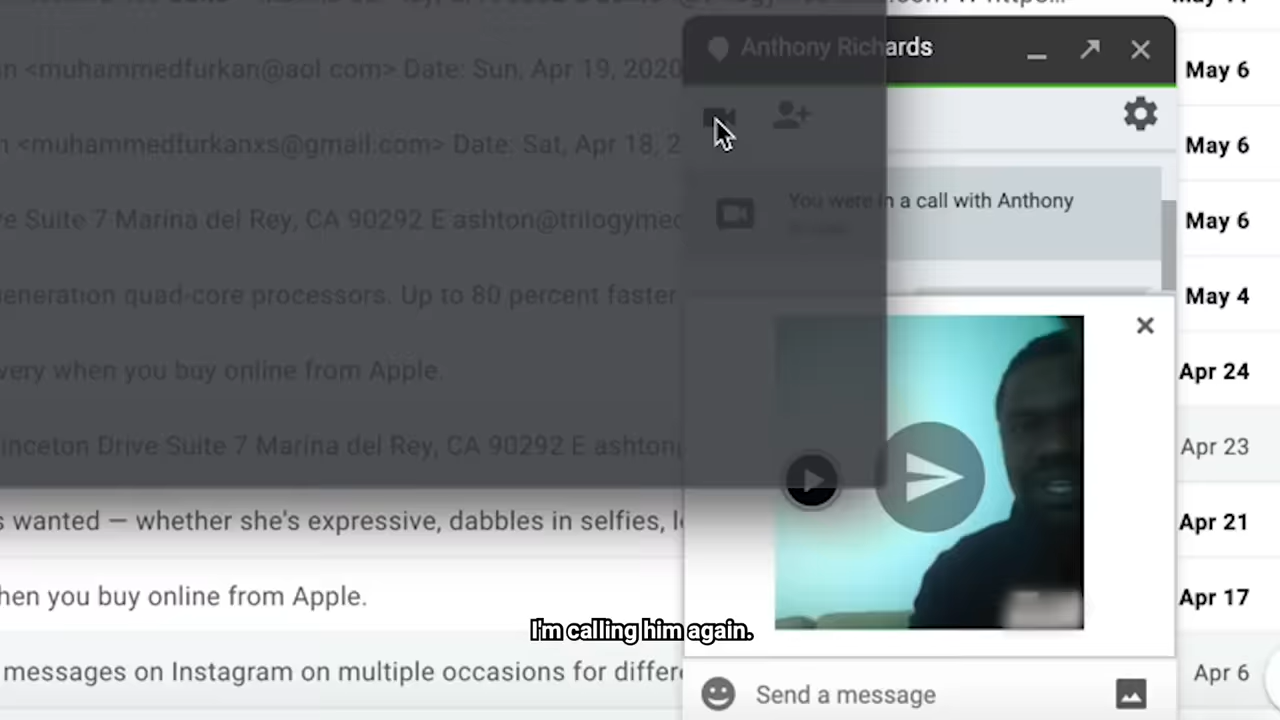 May 11
Anthony Richards
n <muhammedfurkan@aol.com> Date: Sun, Apr 19, 2020
May 6
n <muhammedfurkanxs@gmail.com> Date: Sat, Apr 18, 2
May 6
You were in a call with Anthony
ve Suite 7 Marina del Rey, CA 90292 E ashton@trilogymed
May 6
eneration quad-core processors. Up to 80 percent faster
May 4
very when you buy online from Apple.
Apr 24
inceton Drive Suite 7 Marina del Rey, CA 90292 E ashton
Apr 23
s wanted — whether she's expressive, dabbles in selfies, l
Apr 21
hen you buy online from Apple.
Apr 17
I'm calling him again.
messages on Instagram on multiple occasions for differ
Apr 6
Send a message